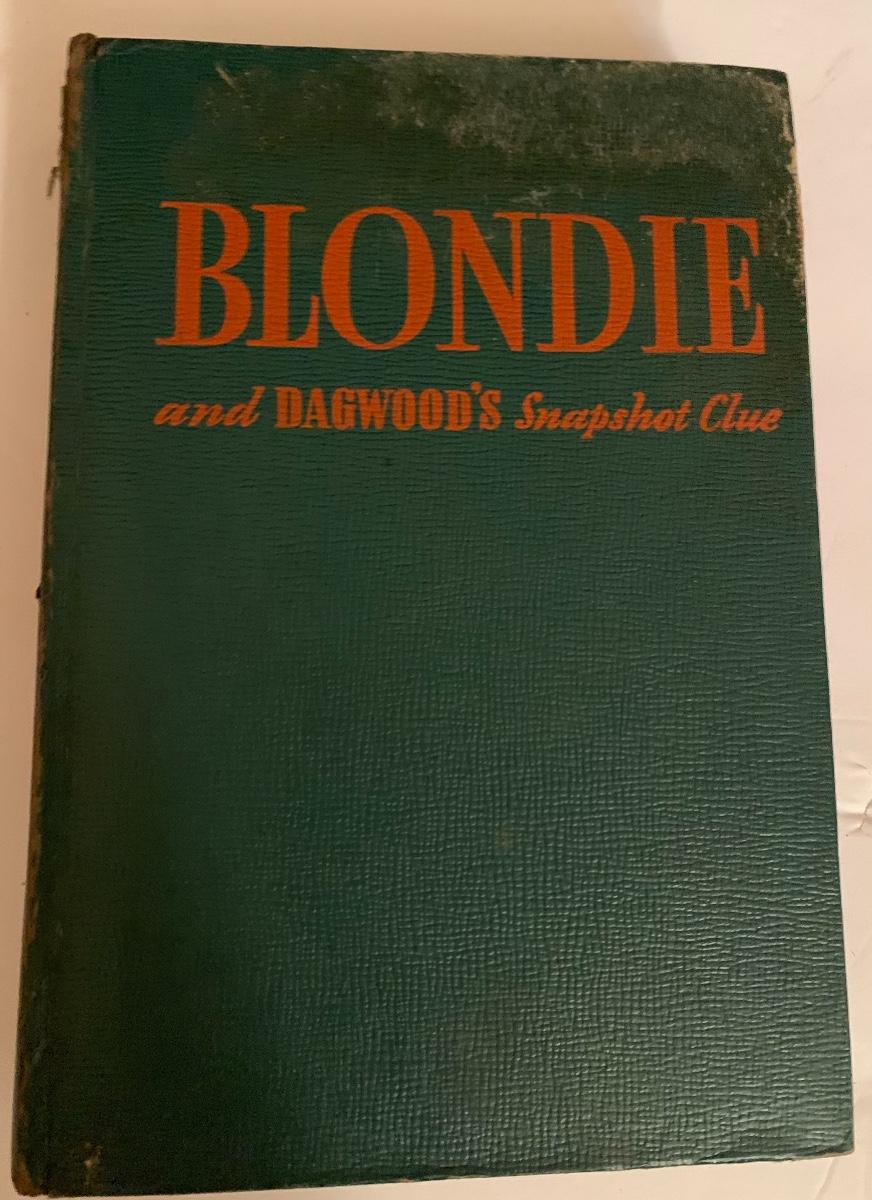 BLONDIE
and DAGWOOD'S Snapshot Clue